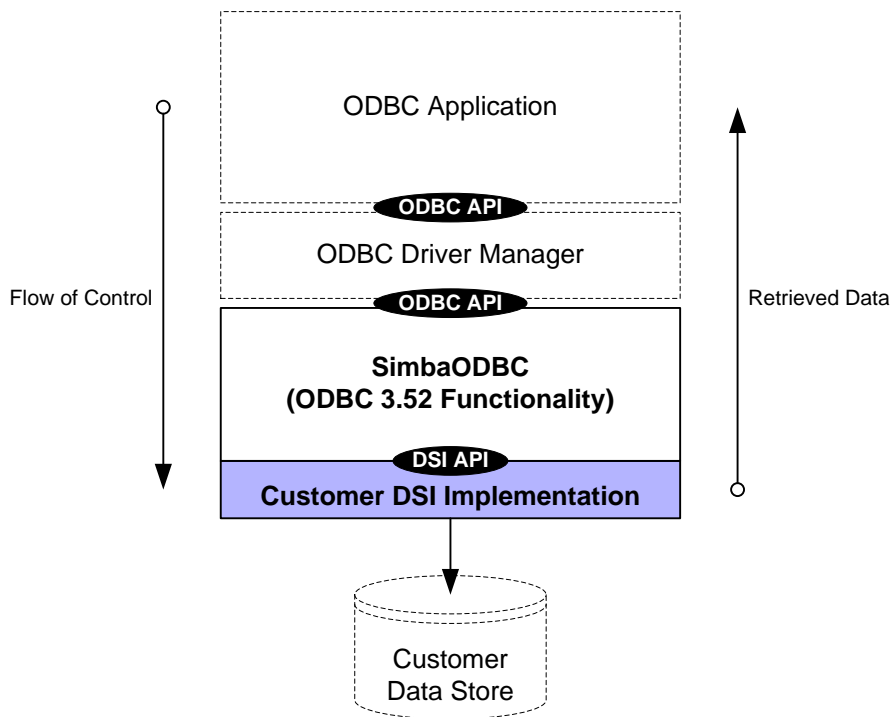 ODBC Application
ODBC API
ODBC Driver Manager
Flow of Control
ODBC API
Retrieved Data
SimbaODBC
(ODBC 3.52 Functionality)
DSI API
Customer DSI Implementation
Customer
Data Store